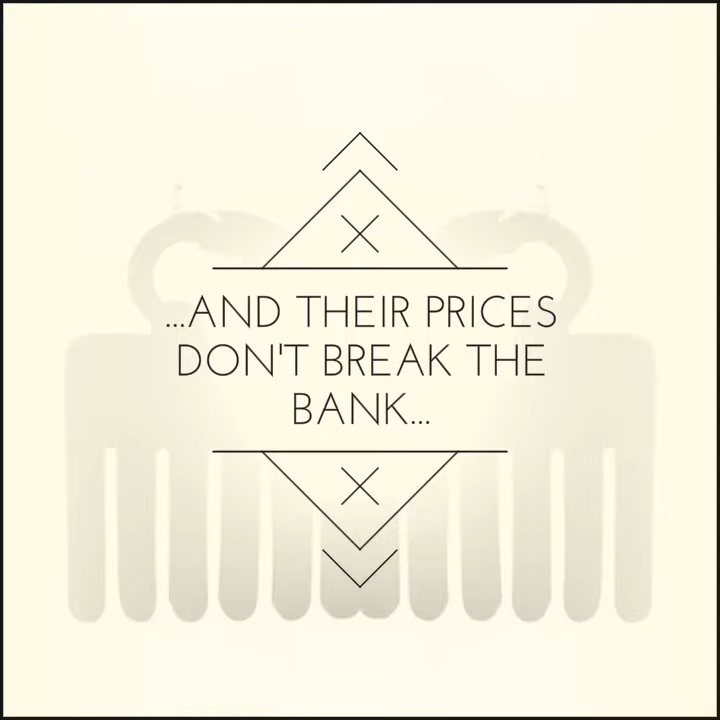 ...AND THEIR PRICES
DON'T BREAK THE
BANK...